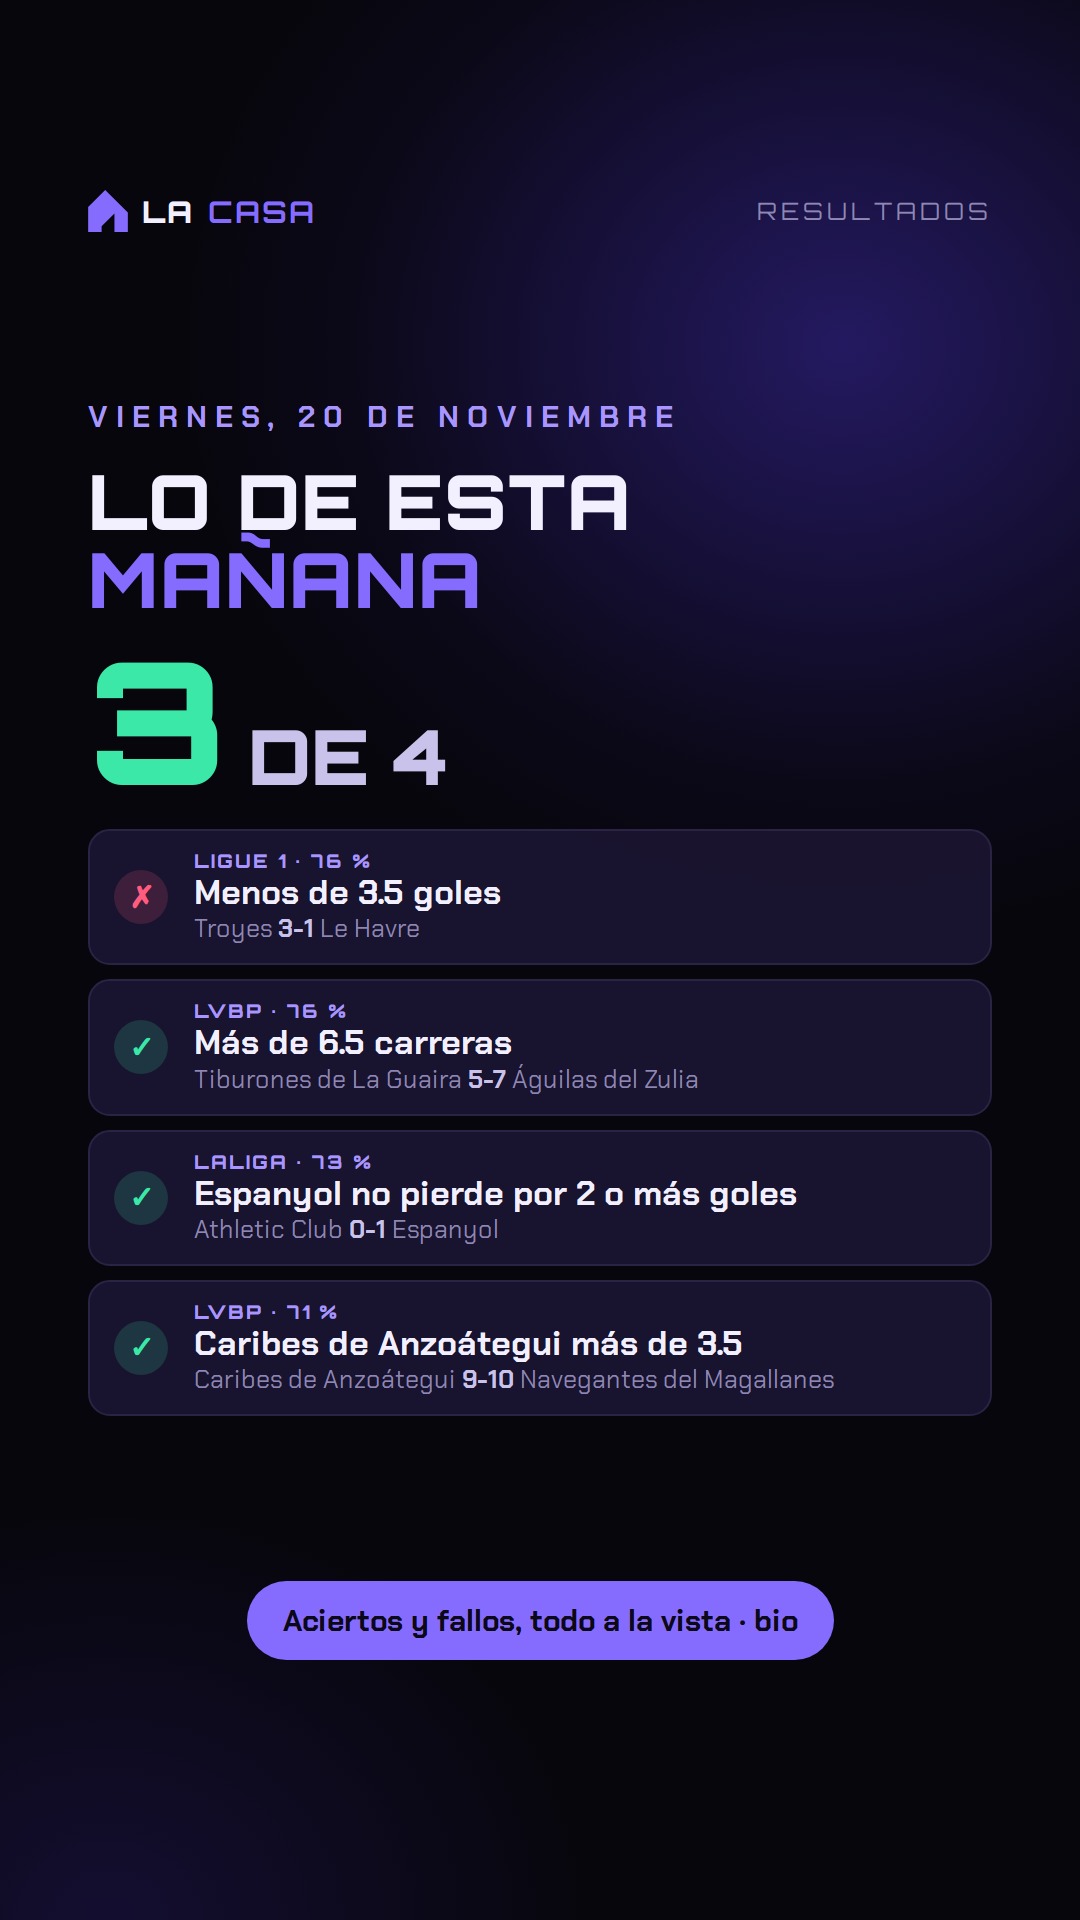 LA CASA
RESULTADOS
VIERNES, 20 DE NOVIEMBRE
LO DE ESTA
MAÑANA
3 DE 4
LIGUE 1 · 76 %
✗ Menos de 3.5 goles
Troyes 3-1 Le Havre
LVBP · 76 %
✓ Más de 6.5 carreras
Tiburones de La Guaira 5-7 Águilas del Zulia
LALIGA · 73 %
✓ Espanyol no pierde por 2 o más goles
Athletic Club 0-1 Espanyol
LVBP · 71 %
✓ Caribes de Anzoátegui más de 3.5
Caribes de Anzoátegui 9-10 Navegantes del Magallanes
Aciertos y fallos, todo a la vista · bio